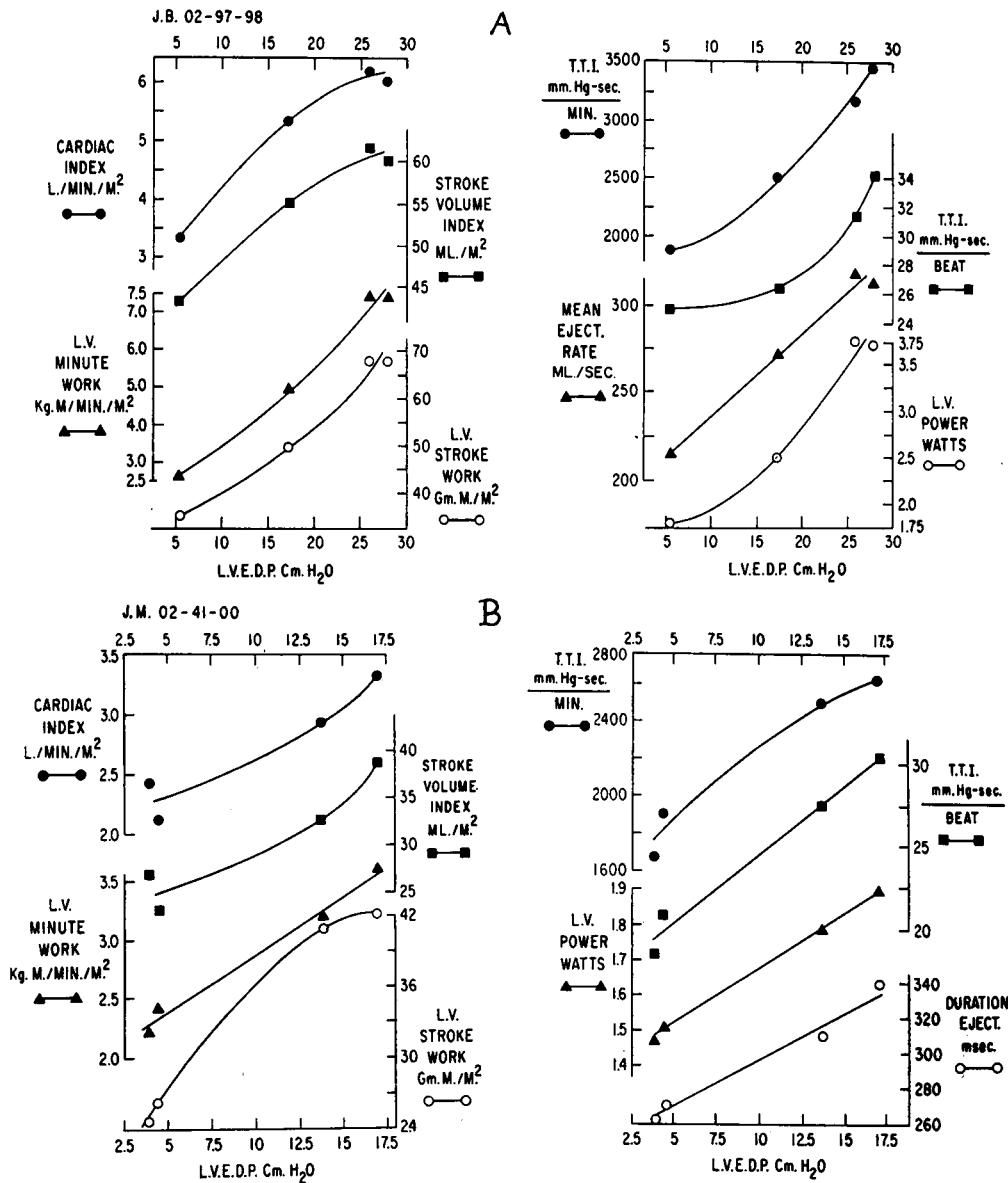 J.B. 02-97-98
A
5 10 15 20 25 30
6
5
4
3
CARDIAC
INDEX
L./MIN./M.²
60
55
50
45
STROKE
VOLUME
INDEX
ML./M.²
7.5
7.0
6.0
5.0
4.0
3.0
2.5
L.V.
MINUTE
WORK
Kg.M/MIN./M.²
70
60
50
40
L.V.
STROKE
WORK
Gm.M./M.²
5 10 15 20 25 30
L.V.E.D.P. Cm. H₂O
5 10 15 20 25 30
3500
3000
2500
2000
T.T.I.
mm.Hg-sec.
MIN.
34
32
30
28
26
24
T.T.I.
mm.Hg-sec.
BEAT
300
250
200
MEAN
EJECT.
RATE
ML./SEC.
3.75
3.5
3.0
2.5
2.0
1.75
L.V.
POWER
WATTS
5 10 15 20 25 30
L.V.E.D.P. Cm. H₂O
J.M. 02-41-00
B
2.5 5 7.5 10 12.5 15 17.5
3.5
3.0
2.5
2.0
CARDIAC
INDEX
L./MIN./M.²
40
35
30
25
STROKE
VOLUME
INDEX
ML./M.²
3.5
3.0
2.5
2.0
L.V.
MINUTE
WORK
Kg.M./MIN./M.²
42
36
30
24
L.V.
STROKE
WORK
Gm.M./M.²
2.5 5 7.5 10 12.5 15 17.5
L.V.E.D.P. Cm. H₂O
2.5 5 7.5 10 12.5 15 17.5
2800
2400
2000
1600
T.T.I.
mm.Hg-sec.
MIN.
30
25
20
T.T.I.
mm.Hg-sec.
BEAT
1.9
1.8
1.7
1.6
1.5
1.4
L.V.
POWER
WATTS
340
320
300
280
260
DURATION
EJECT.
msec.
2.5 5 7.5 10 12.5 15 17.5
L.V.E.D.P. Cm. H₂O